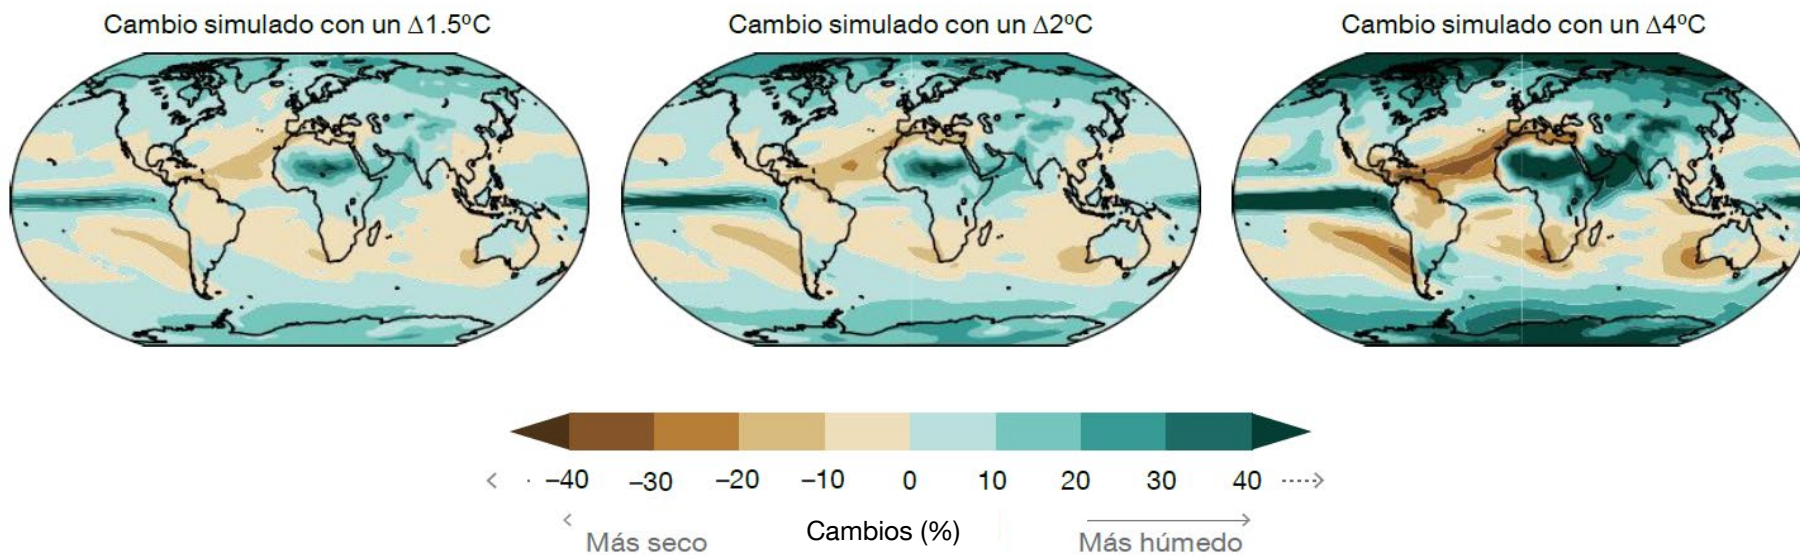 Cambio simulado con un Δ1.5ºC
Cambio simulado con un Δ2ºC
Cambio simulado con un Δ4ºC
−40 −30 −20 −10 0 10 20 30 40
Más seco Cambios (%) Más húmedo